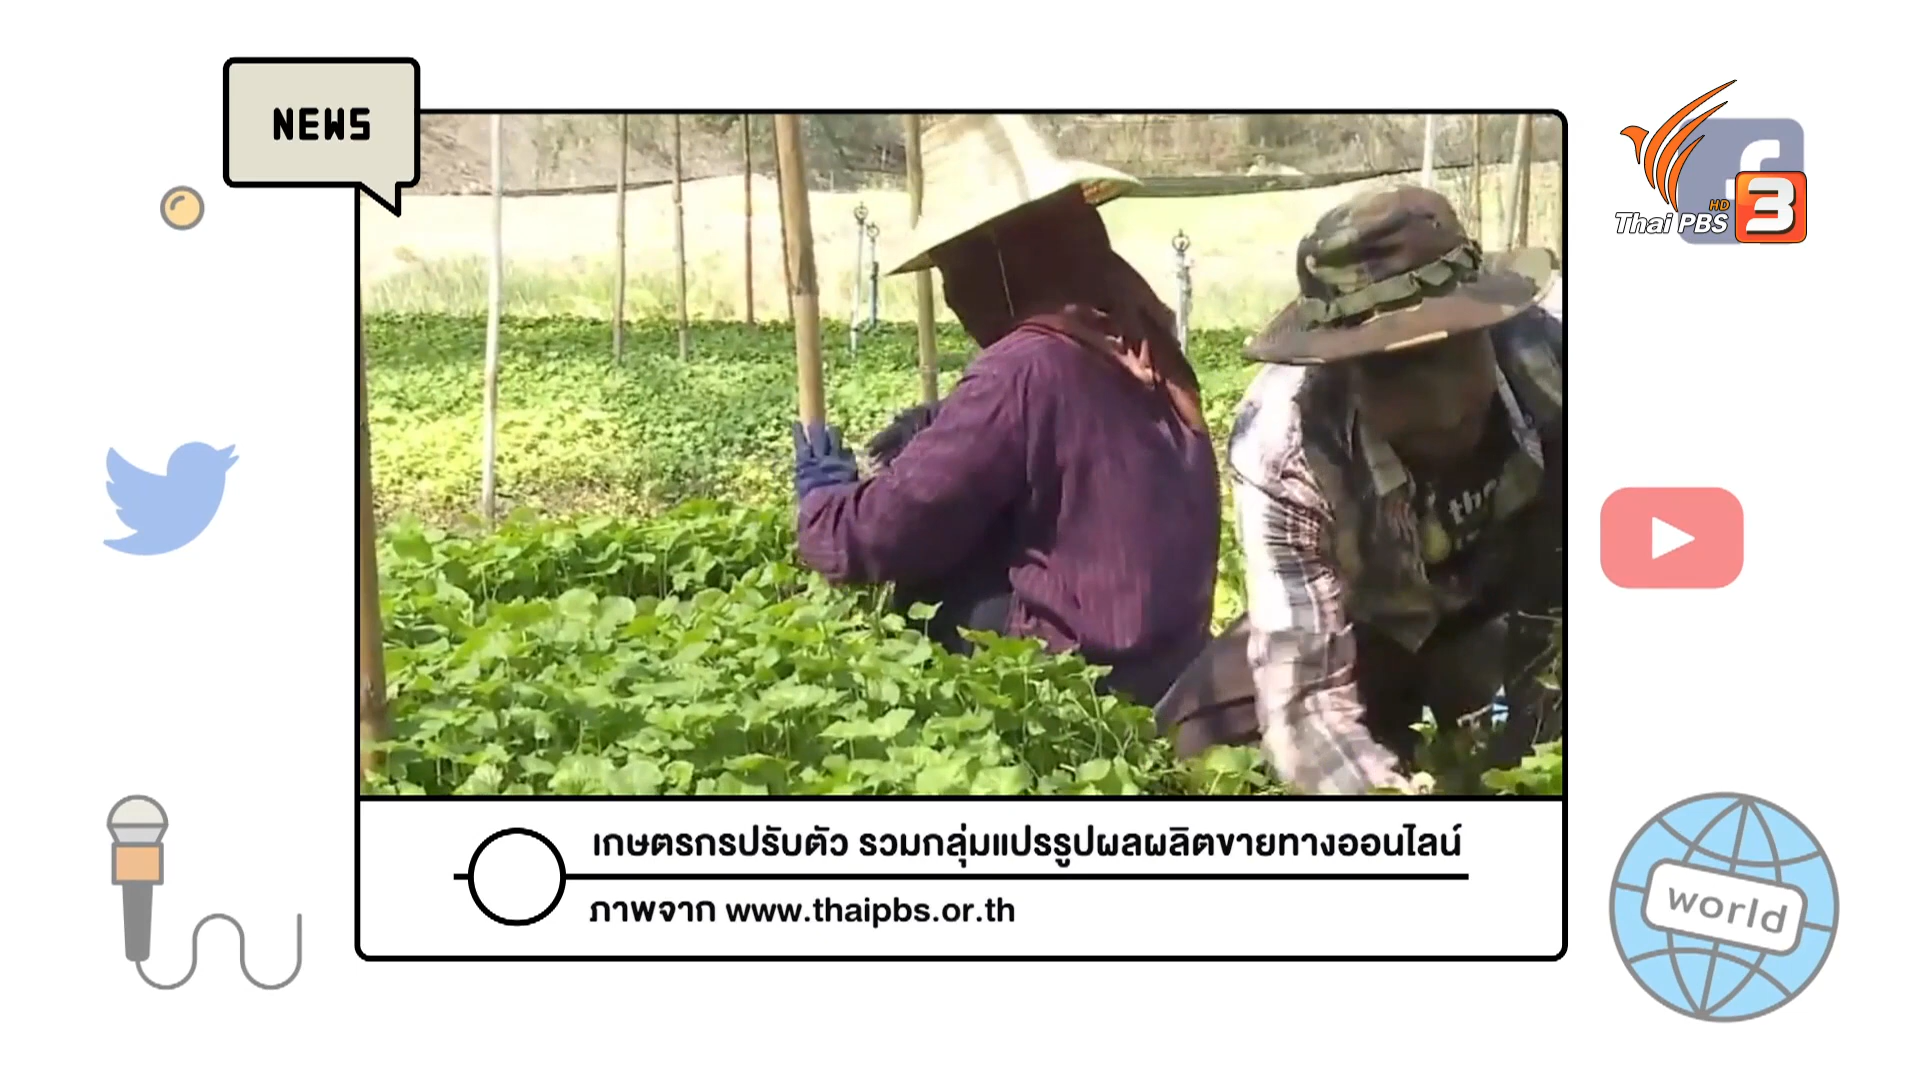 NEWS
HD
Thai PBS 3
the
เกษตรกรปรับตัว รวมกลุ่มแปรรูปผลผลิตขายทางออนไลน์
ภาพจาก www.thaipbs.or.th
world